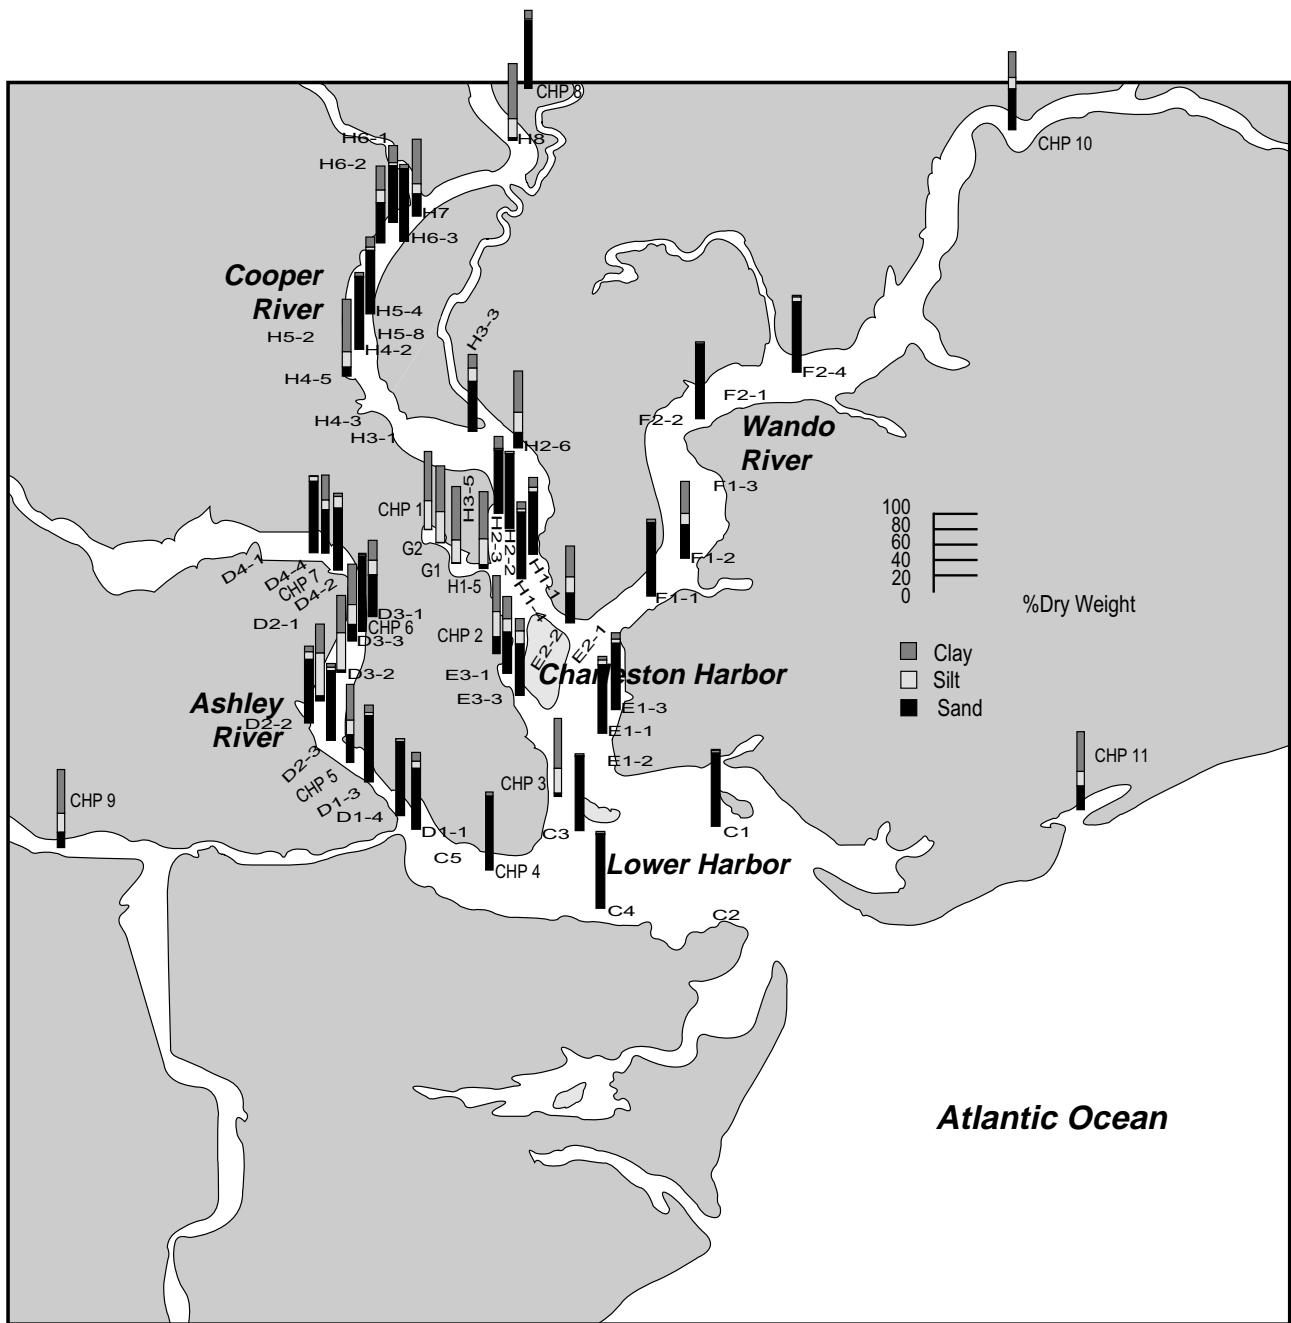 CHP 8
H8
CHP 10
H6-1
H6-2
H7
H6-3
Cooper
River
H5-4
H5-8
H5-2
H4-2
H3-3
H4-5
F2-4
F2-1
F2-2
H4-3
H3-1
H2-6
Wando
River
H3-5
F1-3
CHP 1
100
80
60
40
20
0
%Dry Weight
G2
G1
H1-5
H2-3
H2-2
H1-1
H1-4
F1-2
F1-1
D4-1
D4-4
CHP 7
D4-2
D3-1
D2-1
CHP 6
D3-3
CHP 2
E2-2
E2-1
Clay
Silt
Sand
D3-2
E3-1
Charleston Harbor
E3-3
E1-3
Ashley
River
D2-2
E1-1
D2-3
E1-2
CHP 5
CHP 3
CHP 11
D1-3
CHP 9
D1-4
D1-1
C3
C1
C5
CHP 4
Lower Harbor
C4
C2
Atlantic Ocean